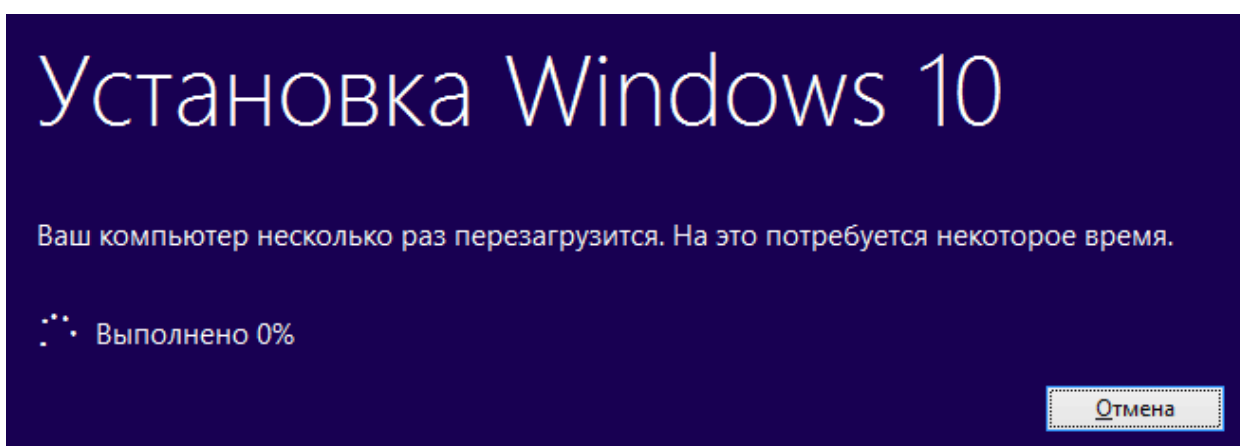 Установка Windows 10
Ваш компьютер несколько раз перезагрузится. На это потребуется некоторое время.
Выполнено 0%
Отмена